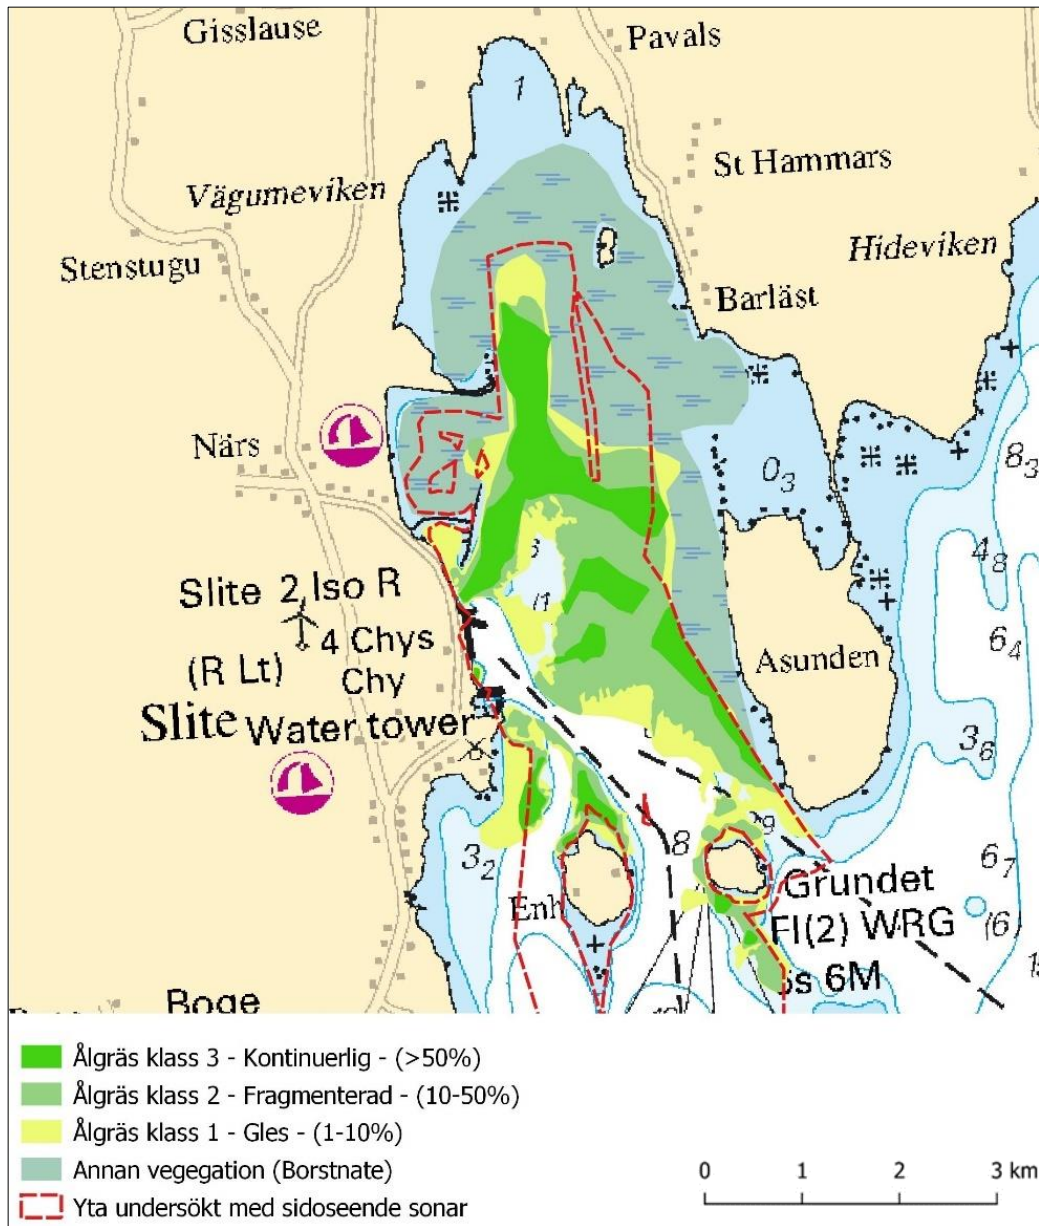 Gisslause
Pavals
1
St Hammars
Vägumeviken
Hideviken
Stenstugu
Barläst
Närs
0₃
8₃
4₈
Slite 2 Iso R
4 Chys
(R Lt)
Chy
6₄
Asunden
Slite
Water tower
3₆
3₂
8
9
6₇
Grundet
Enh
Fl(2) WRG
(6)
6M
Roge
Ålgräs klass 3 - Kontinuerlig - (>50%)
Ålgräs klass 2 - Fragmenterad - (10-50%)
Ålgräs klass 1 - Gles - (1-10%)
Annan vegegation (Borstnate)
Yta undersökt med sidoseende sonar
0 1 2 3 km